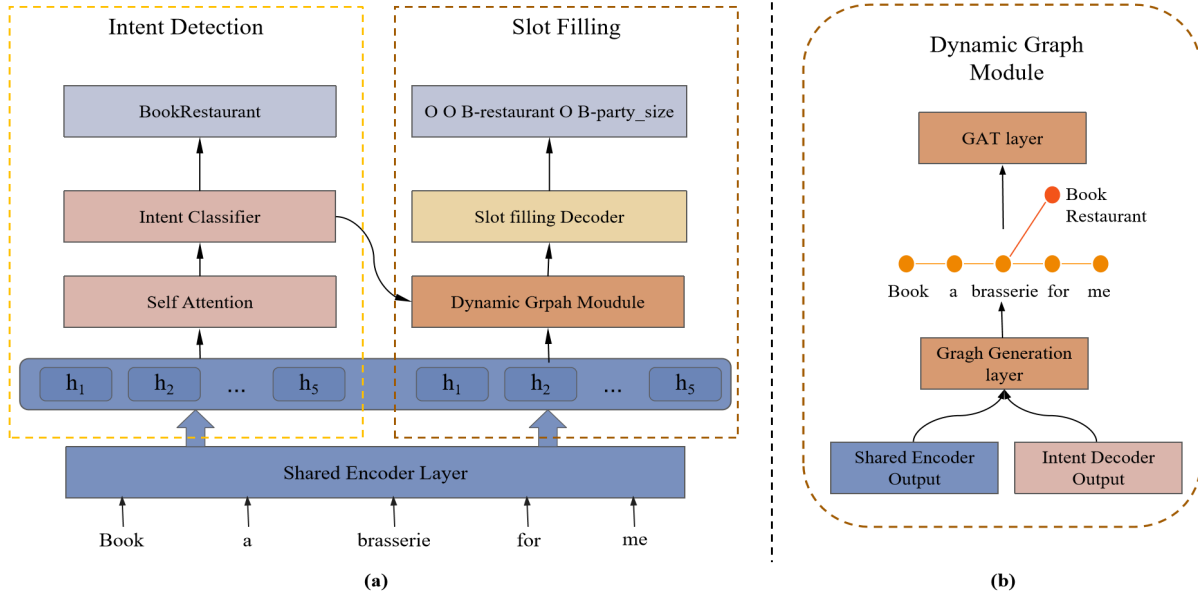 Intent Detection
BookRestaurant
Intent Classifier
Self Attention
Slot Filling
O O B-restaurant O B-party_size
Slot filling Decoder
Dynamic Grpah Moudule
h1 h2 ... h5 h1 h2 ... h5
Shared Encoder Layer
Book a brasserie for me
(a)
Dynamic Graph
Module
GAT layer
Book
Restaurant
Book a brasserie for me
Gragh Generation
layer
Shared Encoder
Output
Intent Decoder
Output
(b)